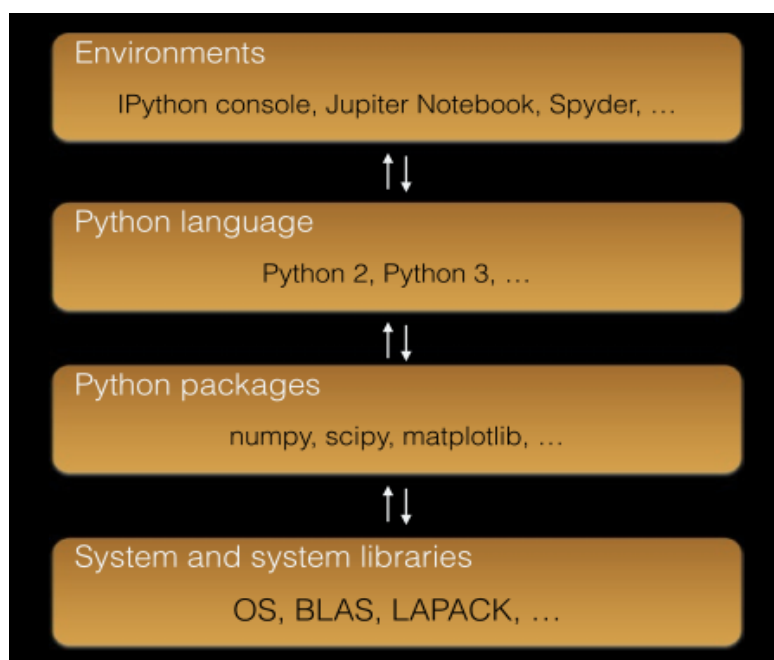 Environments
IPython console, Jupiter Notebook, Spyder, …
Python language
Python 2, Python 3, …
Python packages
numpy, scipy, matplotlib, …
System and system libraries
OS, BLAS, LAPACK, …